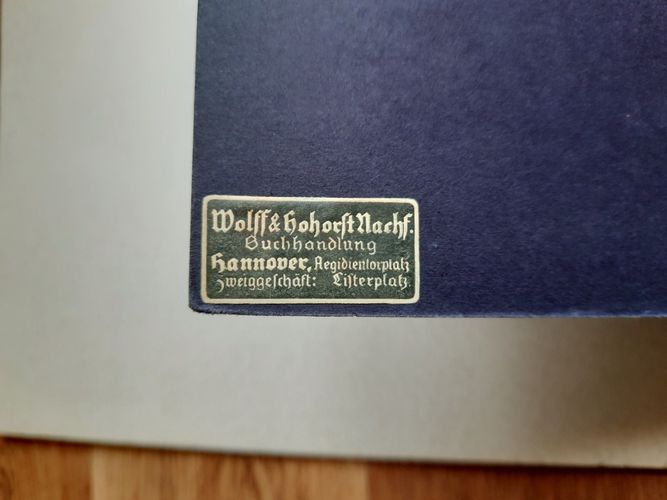 Wolff & Hohorst Nachf.
Buchhandlung
Hannover, Aegidientorplatz
Zweiggeschäft: Listerplatz